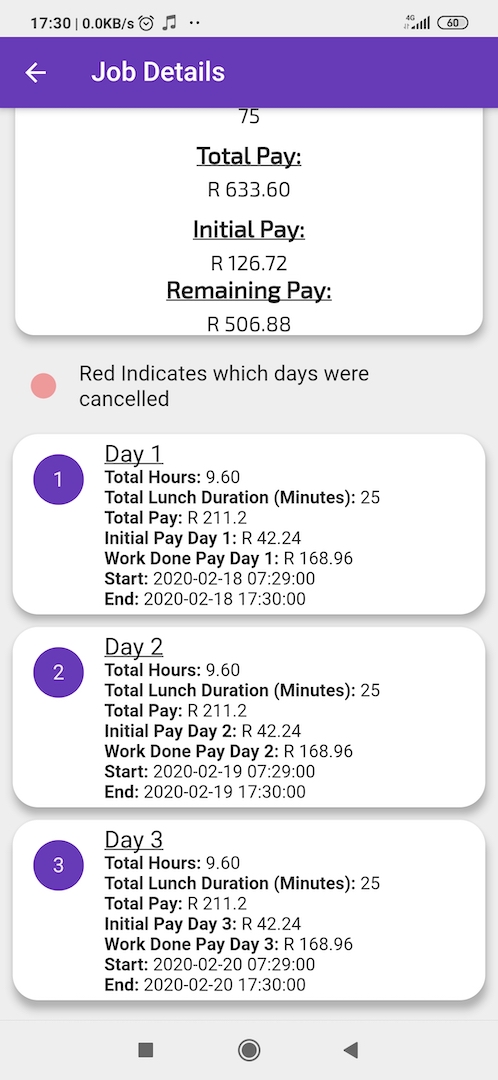 17:30 | 0.0KB/s
4G
60
Job Details
75
Total Pay:
R 633.60
Initial Pay:
R 126.72
Remaining Pay:
R 506.88
Red Indicates which days were
cancelled
1
Day 1
Total Hours: 9.60
Total Lunch Duration (Minutes): 25
Total Pay: R 211.2
Initial Pay Day 1: R 42.24
Work Done Pay Day 1: R 168.96
Start: 2020-02-18 07:29:00
End: 2020-02-18 17:30:00
2
Day 2
Total Hours: 9.60
Total Lunch Duration (Minutes): 25
Total Pay: R 211.2
Initial Pay Day 2: R 42.24
Work Done Pay Day 2: R 168.96
Start: 2020-02-19 07:29:00
End: 2020-02-19 17:30:00
3
Day 3
Total Hours: 9.60
Total Lunch Duration (Minutes): 25
Total Pay: R 211.2
Initial Pay Day 3: R 42.24
Work Done Pay Day 3: R 168.96
Start: 2020-02-20 07:29:00
End: 2020-02-20 17:30:00